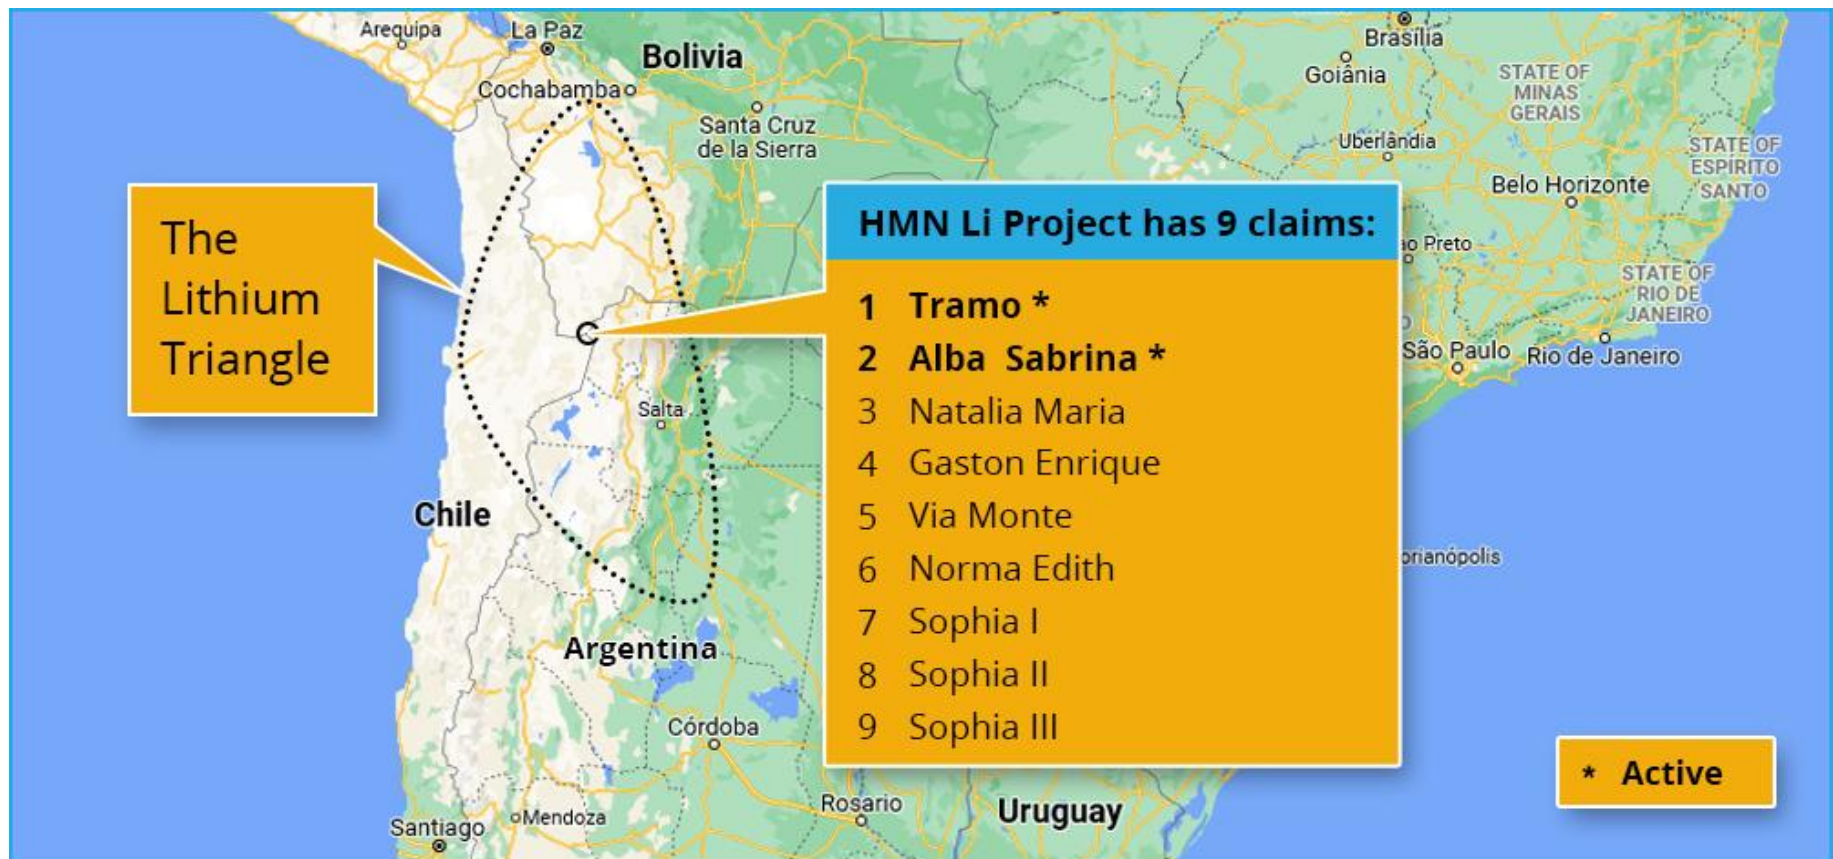 Arequipa
La Paz
Bolivia
Cochabamba
Santa Cruz
de la Sierra
Brasília
Goiânia
STATE OF
MINAS
GERAIS
Uberlândia
STATE OF
ESPÍRITO
SANTO
Belo Horizonte
The
Lithium
Triangle
HMN Li Project has 9 claims:
1 Tramo *
2 Alba Sabrina *
3 Natalia Maria
4 Gaston Enrique
5 Via Monte
6 Norma Edith
7 Sophia I
8 Sophia II
9 Sophia III
Preto
STATE OF
RIO DE
JANEIRO
São Paulo
Rio de Janeiro
Salta
Chile
Argentina
Córdoba
* Active
Rosario
Uruguay
Mendoza
Santiago